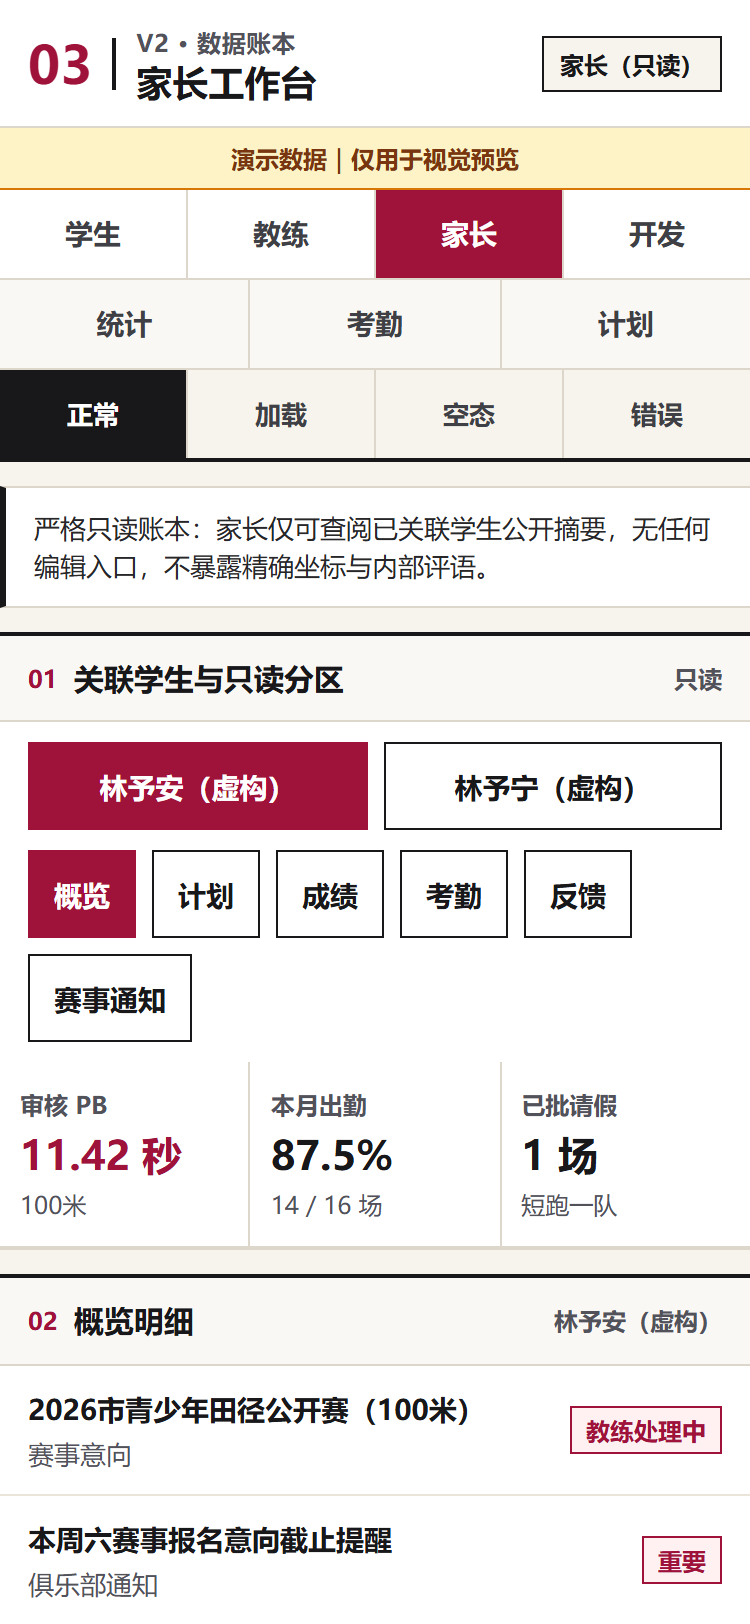 03
V2 • 数据账本
家长工作台
家长（只读）
演示数据 | 仅用于视觉预览
学生 教练 家长 开发
统计 考勤 计划
正常 加载 空态 错误
严格只读账本：家长仅可查阅已关联学生公开摘要，无任何
编辑入口，不暴露精确坐标与内部评语。
01 关联学生与只读分区 只读
林予安（虚构） 林予宁（虚构）
概览 计划 成绩 考勤 反馈
赛事通知
审核 PB 本月出勤 已批请假
11.42 秒 87.5% 1 场
100米 14 / 16 场 短跑一队
02 概览明细 林予安（虚构）
2026市青少年田径公开赛（100米）
赛事意向
教练处理中
本周六赛事报名意向截止提醒
俱乐部通知
重要